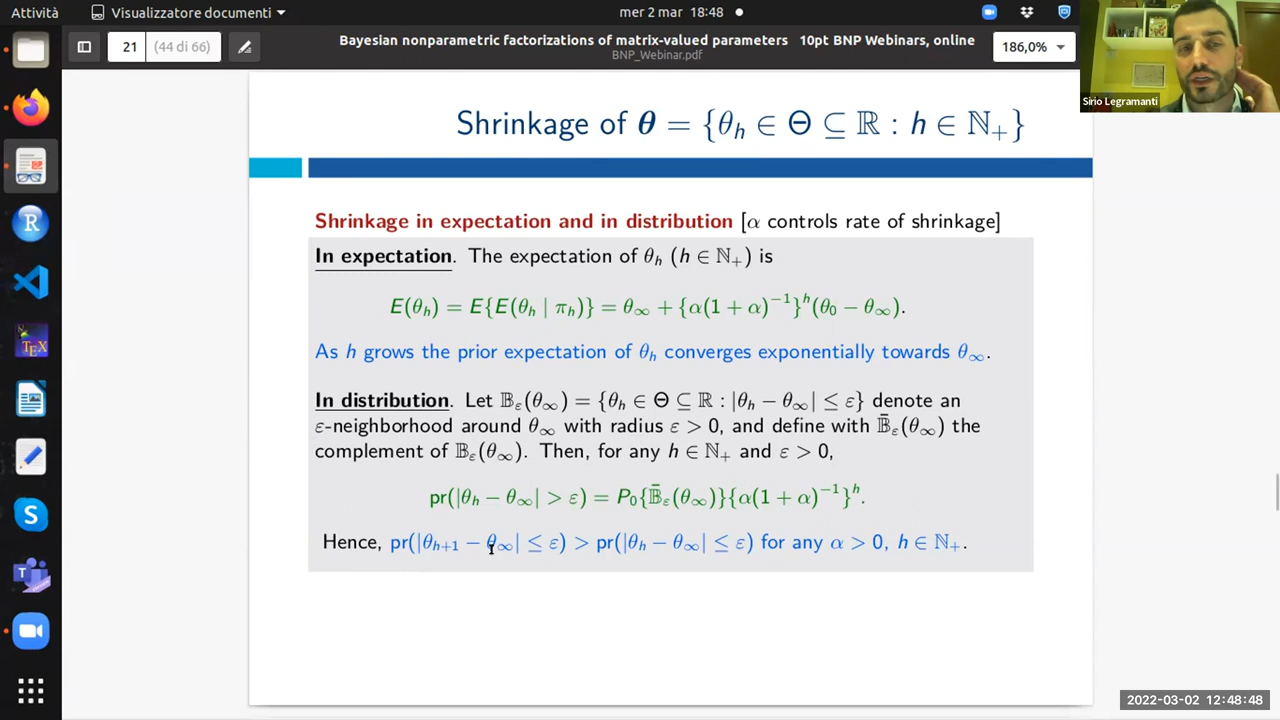 Attività
Visualizzatore documenti
mer 2 mar 18:48
21 (44 di 66)
Bayesian nonparametric factorizations of matrix-valued parameters 10pt BNP Webinars, online
BNP_Webinar.pdf
186,0%
Sirio Legramanti
Shrinkage of θ = {θ_h ∈ Θ ⊆ ℝ : h ∈ ℕ₊}
Shrinkage in expectation and in distribution [α controls rate of shrinkage]
In expectation. The expectation of θ_h (h ∈ ℕ₊) is
E(θ_h) = E{E(θ_h | π_h)} = θ_∞ + {α(1 + α)⁻¹}^h(θ₀ − θ_∞).
As h grows the prior expectation of θ_h converges exponentially towards θ_∞.
In distribution. Let 𝔹_ε(θ_∞) = {θ_h ∈ Θ ⊆ ℝ : |θ_h − θ_∞| ≤ ε} denote an
ε-neighborhood around θ_∞ with radius ε > 0, and define with 𝔹̄_ε(θ_∞) the
complement of 𝔹_ε(θ_∞). Then, for any h ∈ ℕ₊ and ε > 0,
pr(|θ_h − θ_∞| > ε) = P₀{𝔹̄_ε(θ_∞)}{α(1 + α)⁻¹}^h.
Hence, pr(|θ_{h+1} − θ_∞| ≤ ε) > pr(|θ_h − θ_∞| ≤ ε) for any α > 0, h ∈ ℕ₊.
2022-03-02 12:48:48